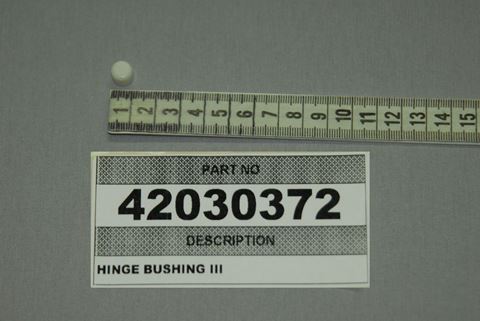 1 2 3 4 5 6 7 8 9 10 11 12 13 14 15
PART NO
42030372
DESCRIPTION
HINGE BUSHING III